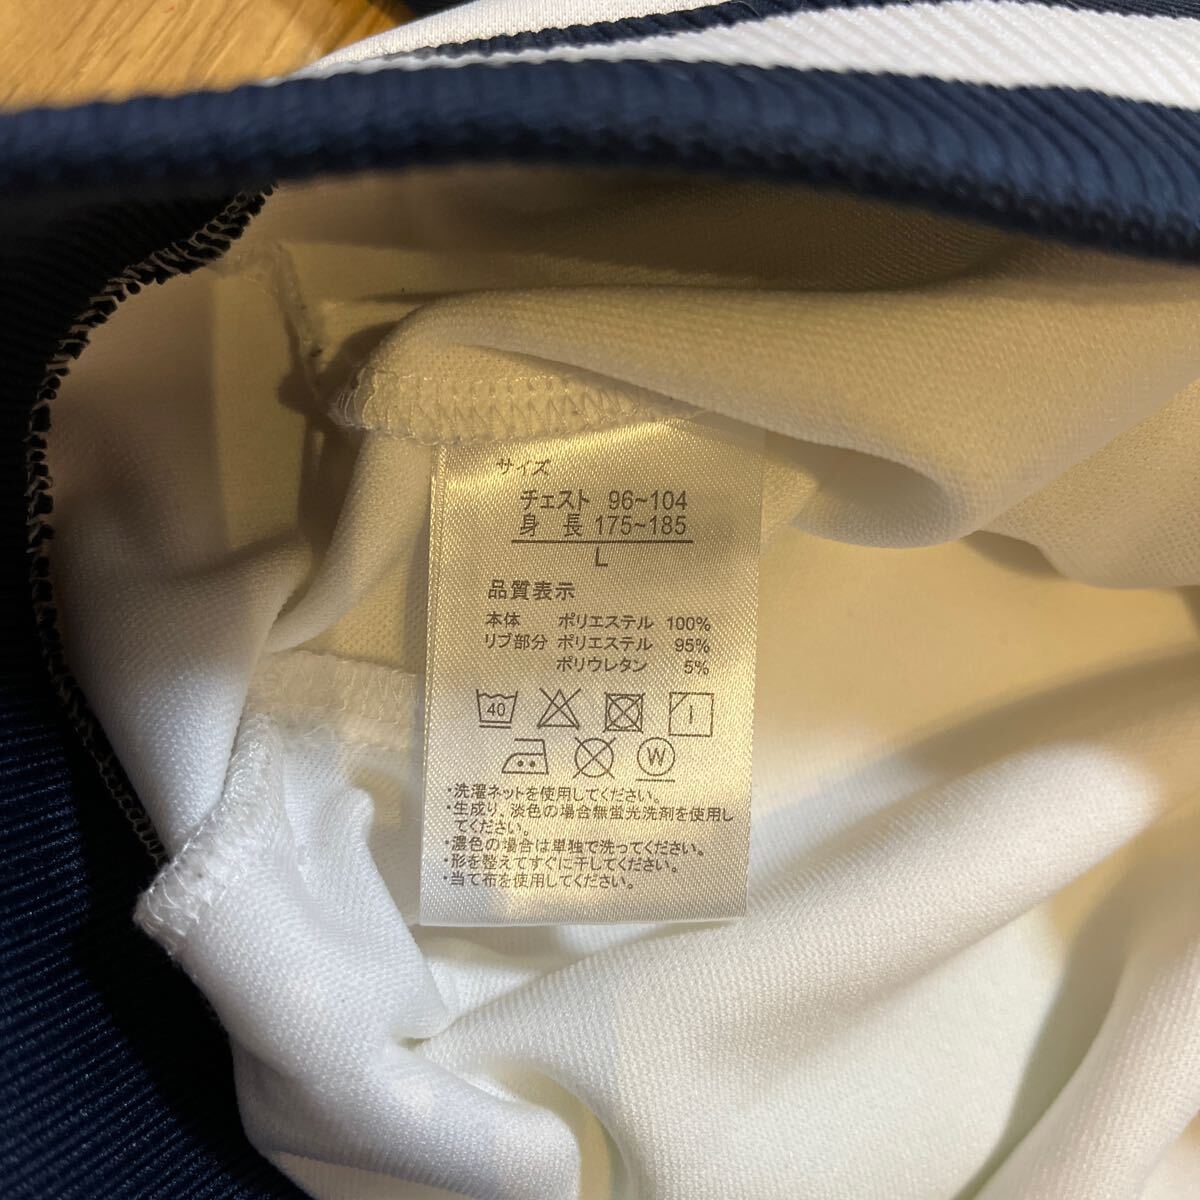 サイズ
チェスト 96~104
身 長 175~185
L
品質表示
本体 ポリエステル 100%
リブ部分 ポリエステル 95%
ポリウレタン 5%
40
W
・洗濯ネットを使用してください。
・生成り、淡色の場合無蛍光洗剤を使用し
てください。
・濃色の場合は単独で洗ってください。
・形を整えてすぐに干してください。
・当て布を使用してください。